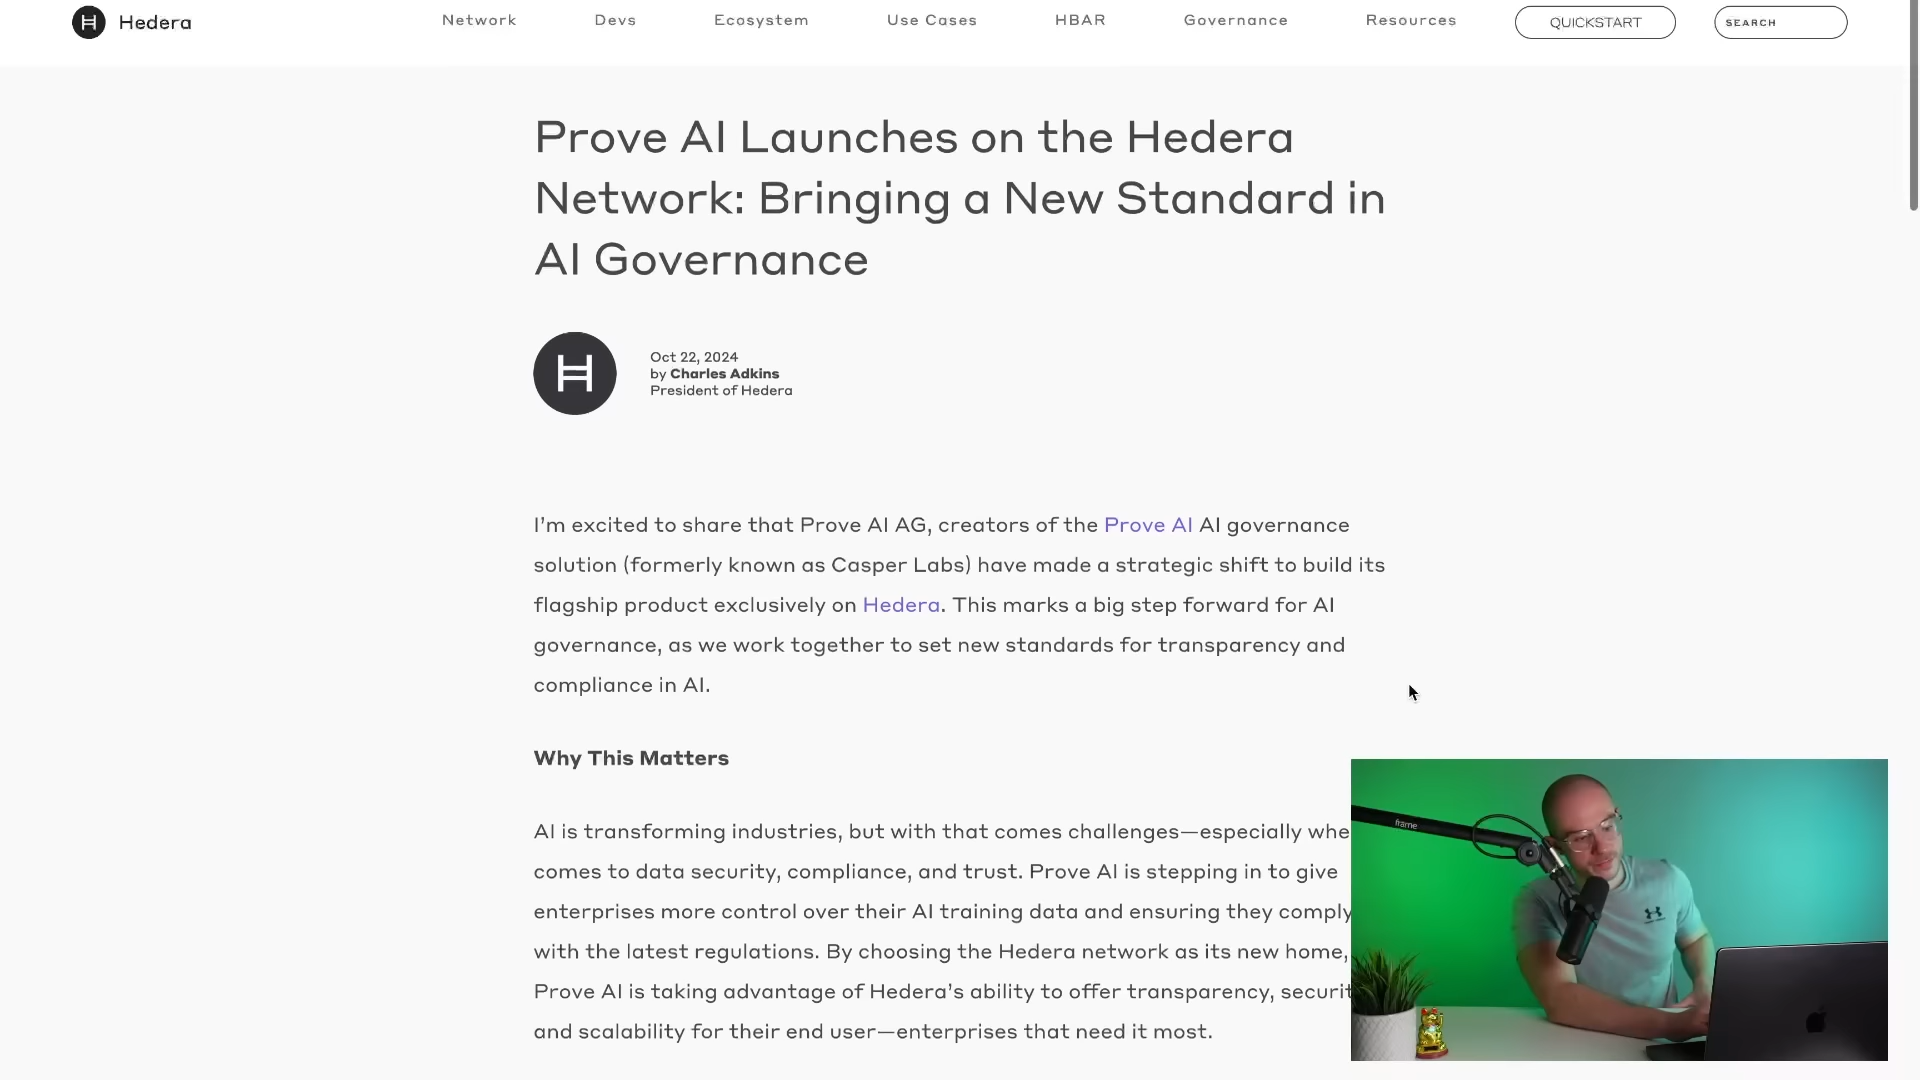 Hedera
Network
Devs
Ecosystem
Use Cases
HBAR
Governance
Resources
QUICKSTART
SEARCH
Prove AI Launches on the Hedera
Network: Bringing a New Standard in
AI Governance
Oct 22, 2024
by Charles Adkins
President of Hedera
I’m excited to share that Prove AI AG, creators of the Prove AI AI governance
solution (formerly known as Casper Labs) have made a strategic shift to build its
flagship product exclusively on Hedera. This marks a big step forward for AI
governance, as we work together to set new standards for transparency and
compliance in AI.
Why This Matters
AI is transforming industries, but with that comes challenges—especially whe
comes to data security, compliance, and trust. Prove AI is stepping in to give
enterprises more control over their AI training data and ensuring they comply
with the latest regulations. By choosing the Hedera network as its new home,
Prove AI is taking advantage of Hedera’s ability to offer transparency, securit
and scalability for their end user—enterprises that need it most.
frame